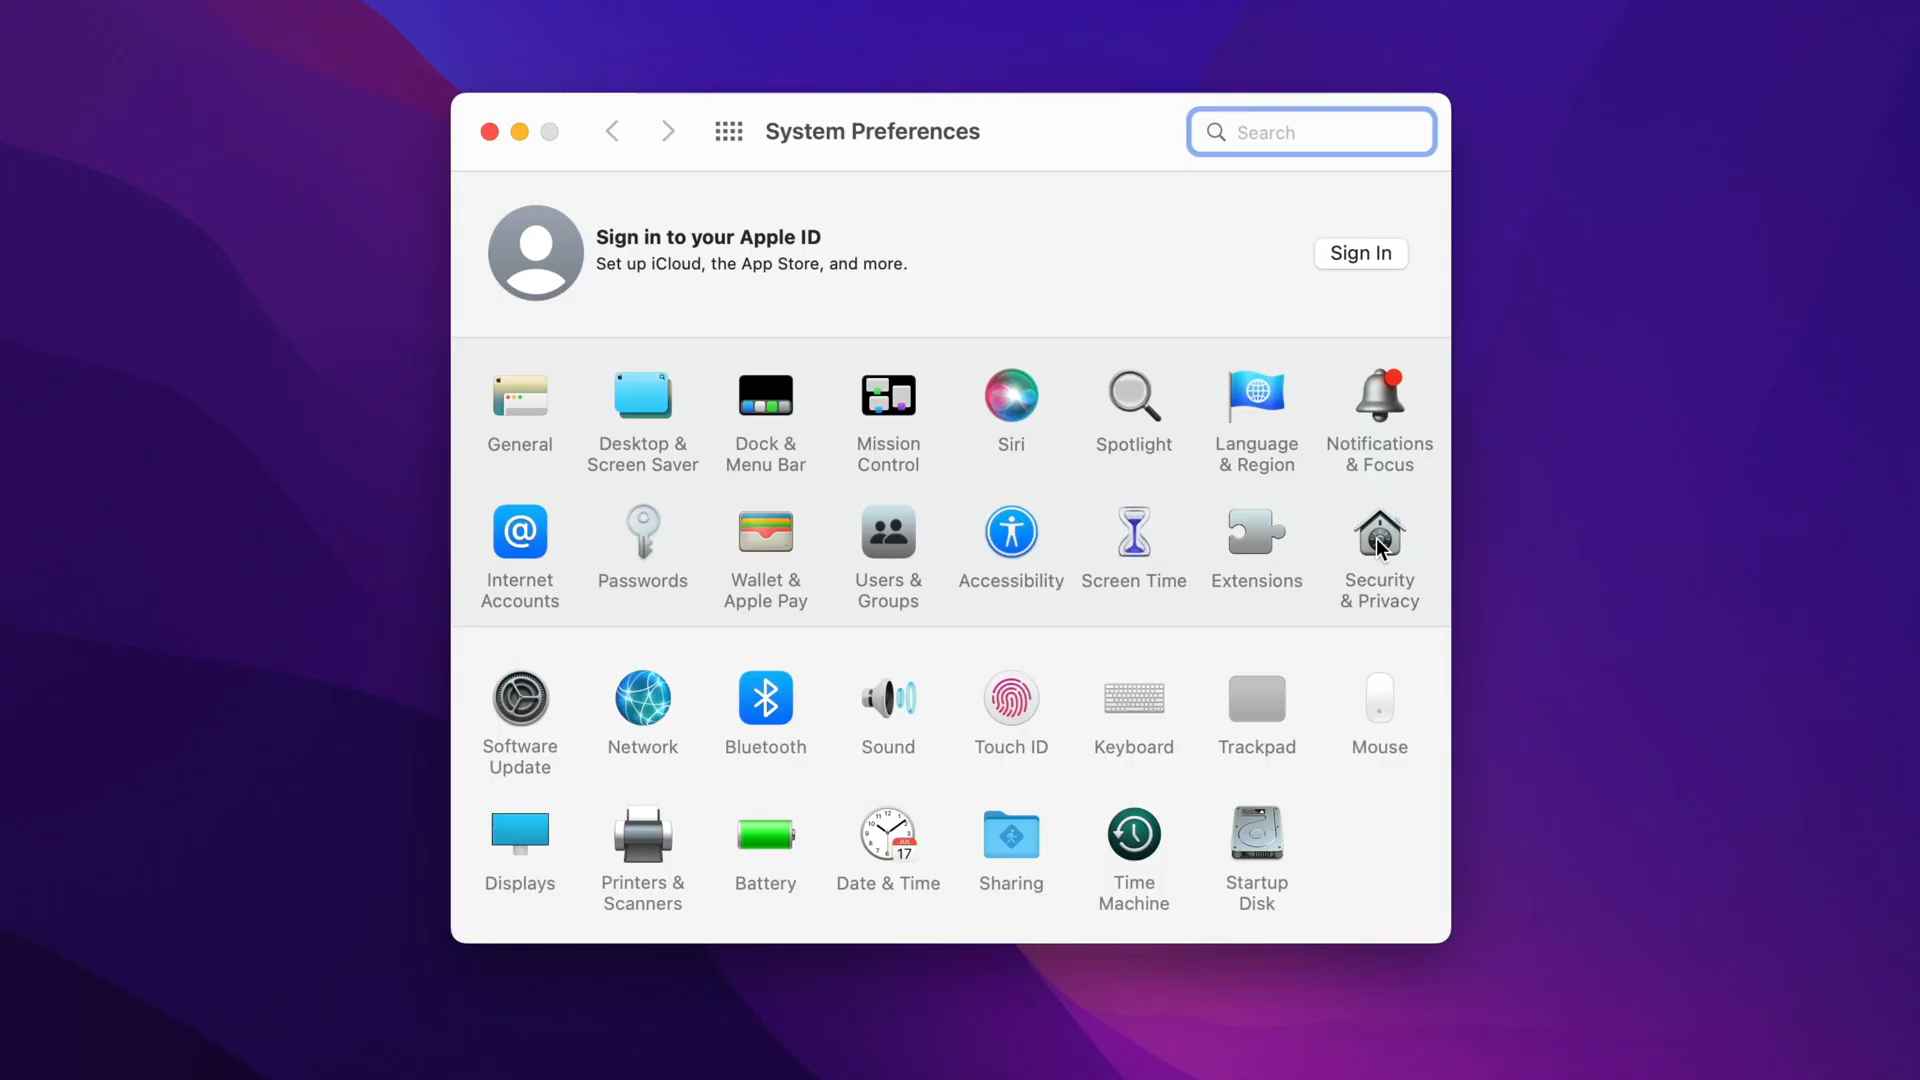 System Preferences
Search
Sign in to your Apple ID
Set up iCloud, the App Store, and more.
Sign In
General
Desktop &
Screen Saver
Dock &
Menu Bar
Mission
Control
Siri
Spotlight
Language
& Region
Notifications
& Focus
Internet
Accounts
Passwords
Wallet &
Apple Pay
Users &
Groups
Accessibility
Screen Time
Extensions
Security
& Privacy
Software
Update
Network
Bluetooth
Sound
Touch ID
Keyboard
Trackpad
Mouse
Displays
Printers &
Scanners
Battery
JUL
17
Date & Time
Sharing
Time
Machine
Startup
Disk